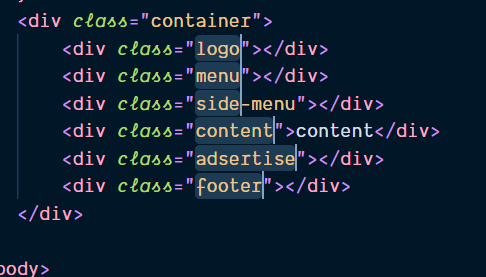 <div class="container">
<div class="logo"></div>
<div class="menu"></div>
<div class="side-menu"></div>
<div class="content">content</div>
<div class="adsertise"></div>
<div class="footer"></div>
</div>
body>